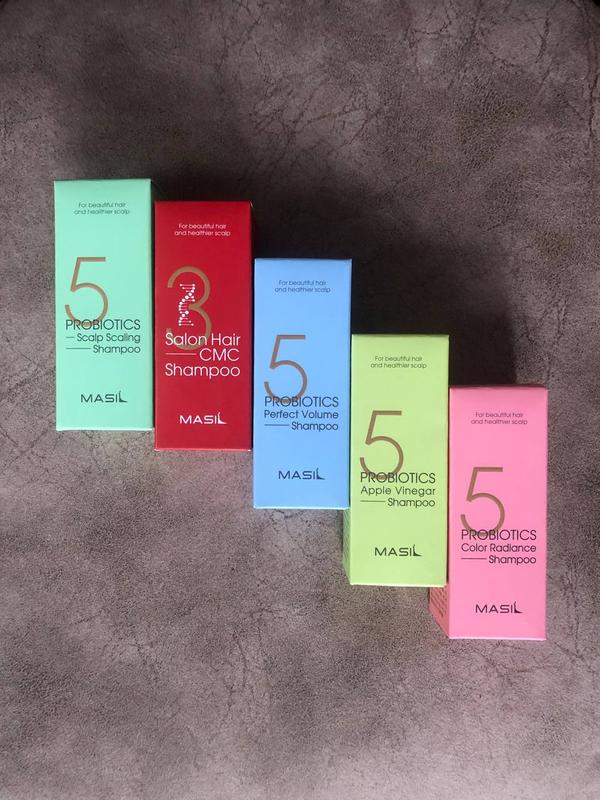 For beautiful hair
and healthier scalp
5
PROBIOTICS
Scalp Scaling
Shampoo
MASIL
For beautiful hair
and healthier scalp
3
Salon Hair
CMC
Shampoo
MASIL
For beautiful hair
and healthier scalp
5
PROBIOTICS
Perfect Volume
Shampoo
MASIL
For beautiful hair
and healthier scalp
5
PROBIOTICS
Apple Vinegar
Shampoo
MASIL
For beautiful hair
and healthier scalp
5
PROBIOTICS
Color Radiance
Shampoo
MASIL